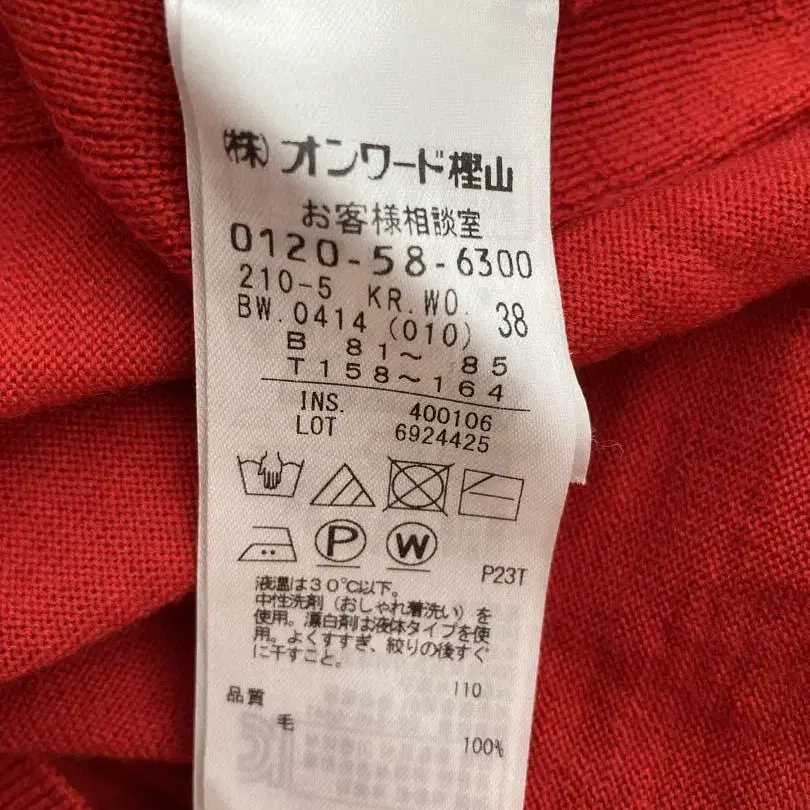 (株)オンワード樫山
お客様相談室
0120-58-6300
210-5 KR.WO. 38
BW.0414 (010)
B 81〜 85
T158〜164
INS. 400106
LOT 6924425
P W
P23T
液温は30℃以下。
中性洗剤(おしゃれ着洗い)を
使用。漂白剤は液体タイプを使
用。よくすすぎ、絞りの後すぐ
に干すこと。
110
品質
毛 100%